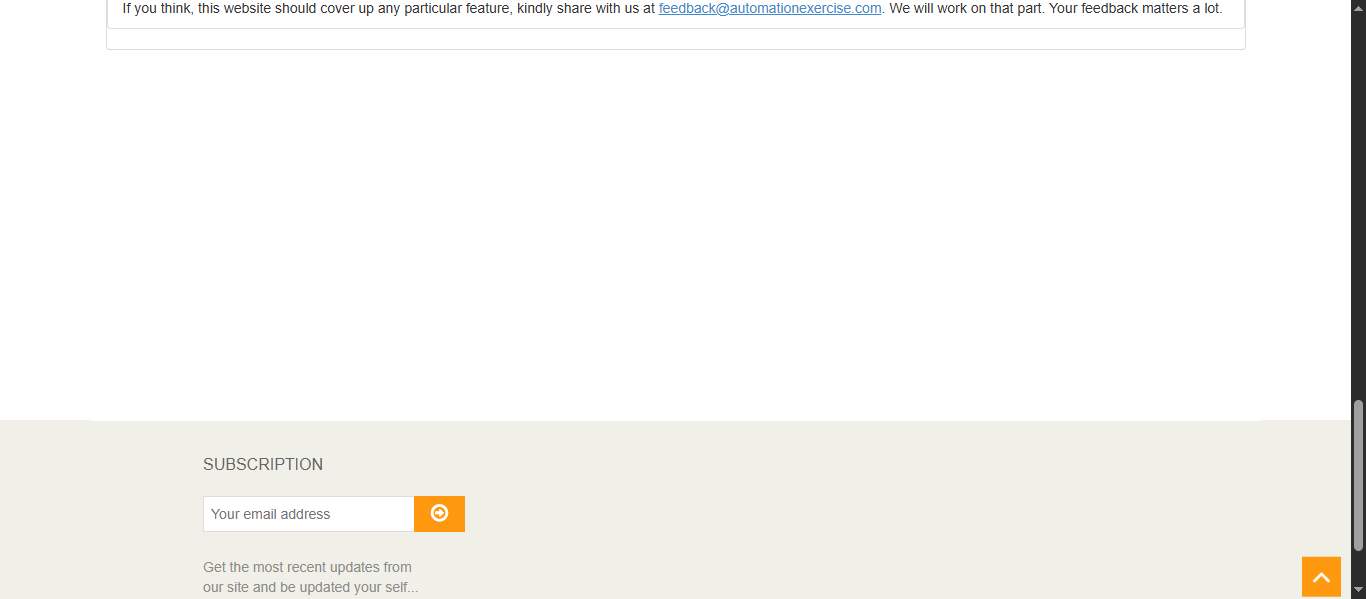 If you think, this website should cover up any particular feature, kindly share with us at feedback@automationexercise.com. We will work on that part. Your feedback matters a lot.
SUBSCRIPTION
Your email address
Get the most recent updates from
our site and be updated your self...